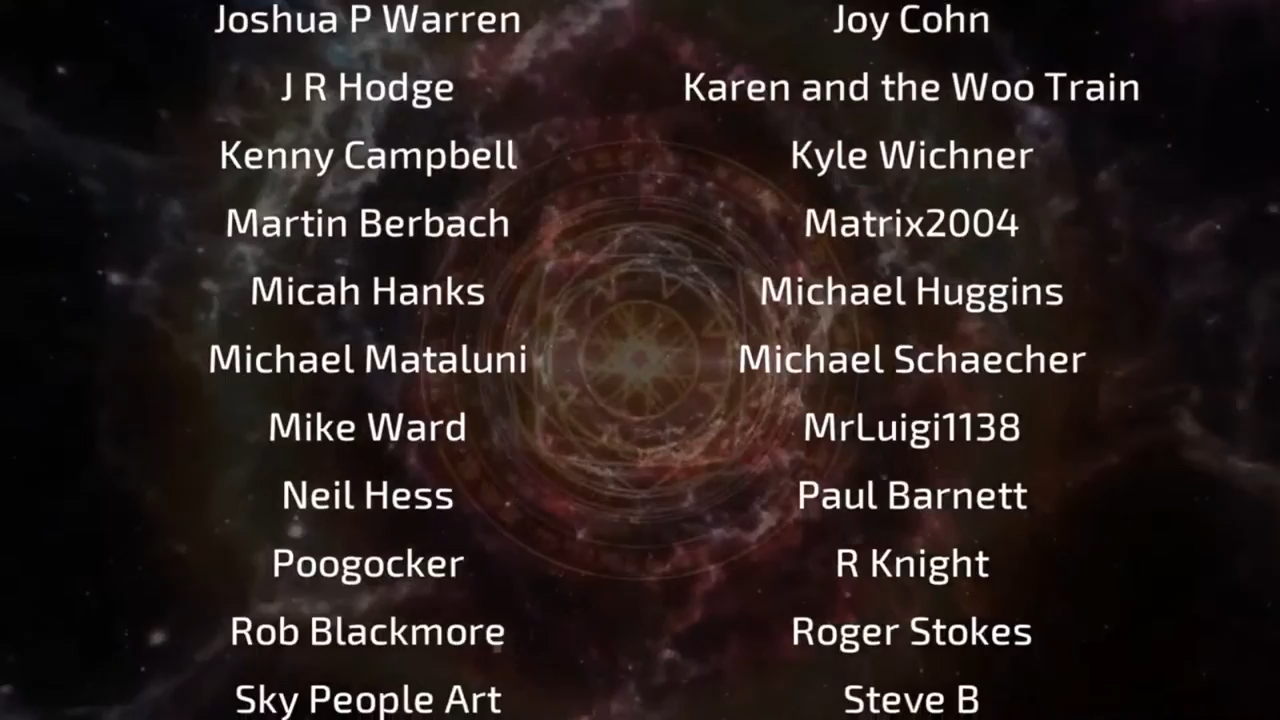 Joshua P Warren
Joy Cohn
J R Hodge
Karen and the Woo Train
Kenny Campbell
Kyle Wichner
Martin Berbach
Matrix2004
Micah Hanks
Michael Huggins
Michael Mataluni
Michael Schaecher
Mike Ward
MrLuigi1138
Neil Hess
Paul Barnett
Poogocker
R Knight
Rob Blackmore
Roger Stokes
Sky People Art
Steve B